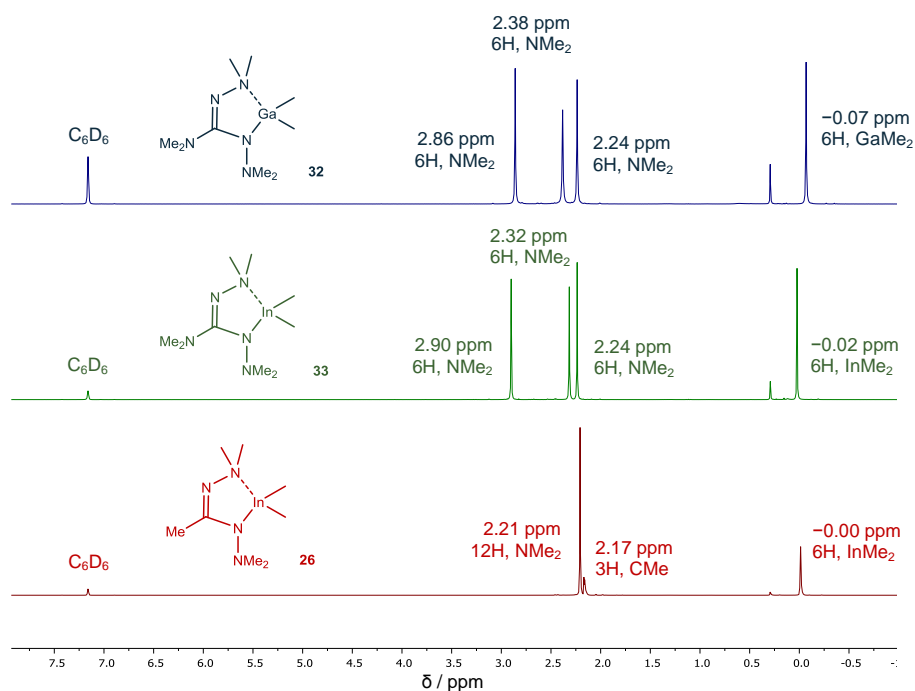 2.38 ppm
6H, NMe₂
N
N
Ga
C₆D₆
Me₂N
N
2.86 ppm
6H, NMe₂
2.24 ppm
6H, NMe₂
−0.07 ppm
6H, GaMe₂
NMe₂
32
2.32 ppm
6H, NMe₂
N
N
In
C₆D₆
Me₂N
N
2.90 ppm
6H, NMe₂
2.24 ppm
6H, NMe₂
−0.02 ppm
6H, InMe₂
NMe₂
33
N
N
In
C₆D₆
Me
N
2.21 ppm
12H, NMe₂
2.17 ppm
3H, CMe
−0.00 ppm
6H, InMe₂
NMe₂
26
7.5 7.0 6.5 6.0 5.5 5.0 4.5 4.0 3.5 3.0 2.5 2.0 1.5 1.0 0.5 0.0 -0.5
δ / ppm